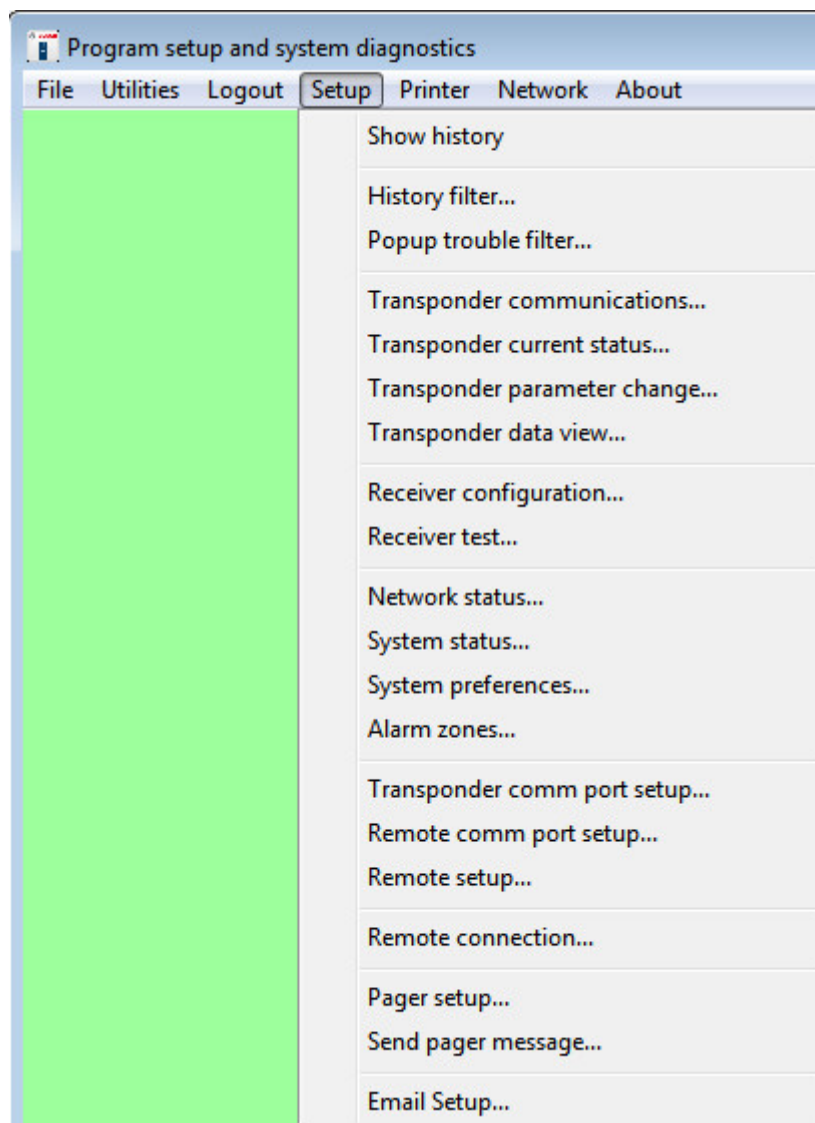 Program setup and system diagnostics
File Utilities Logout Setup Printer Network About
Show history
History filter...
Popup trouble filter...
Transponder communications...
Transponder current status...
Transponder parameter change...
Transponder data view...
Receiver configuration...
Receiver test...
Network status...
System status...
System preferences...
Alarm zones...
Transponder comm port setup...
Remote comm port setup...
Remote setup...
Remote connection...
Pager setup...
Send pager message...
Email Setup...